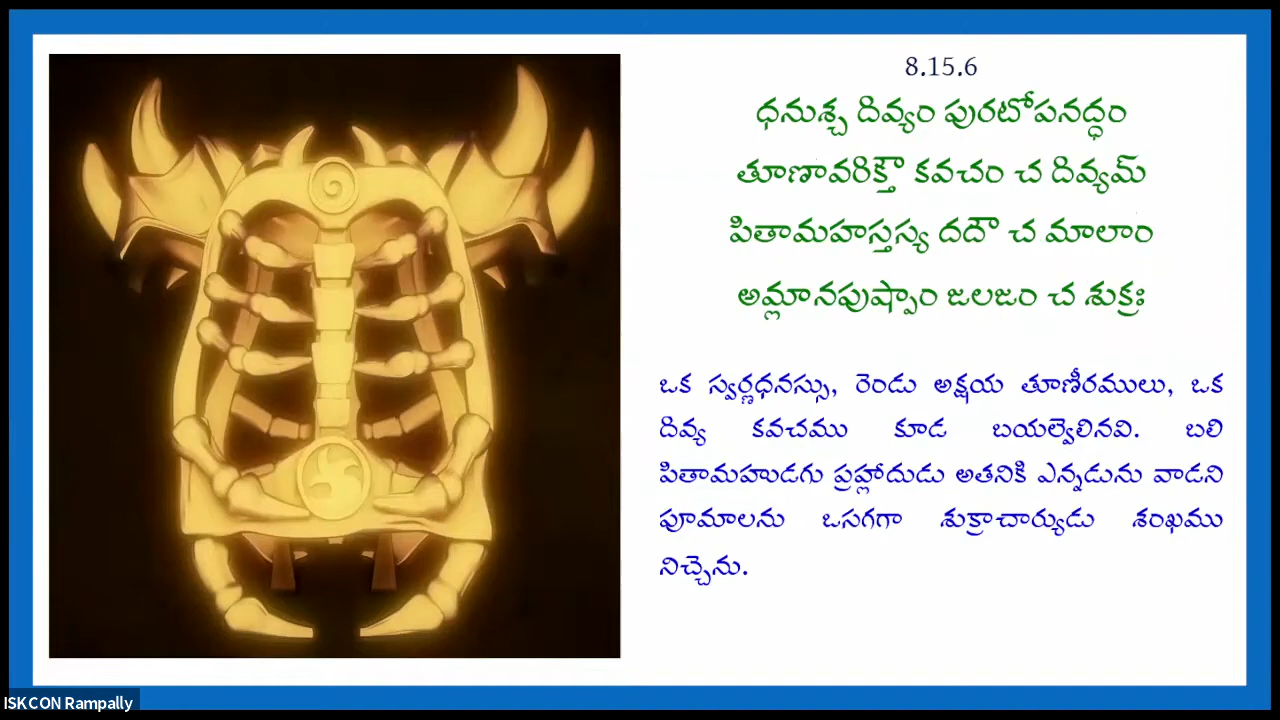 8.15.6
ధనుశ్చ దివ్యం పురటోపనద్ధం
తూణావరిక్తౌ కవచం చ దివ్యమ్
పితామహస్తస్య దదౌ చ మాలాం
అమ్లానపుష్పాం జలజం చ శుక్రః
ఒక స్వర్ణధనస్సు, రెండు అక్షయ తూణీరములు, ఒక
దివ్య కవచము కూడ బయల్వెలినవి. బలి
పితామహుడగు ప్రహ్లాదుడు అతనికి ఎన్నడును వాడని
పూమాలను ఒసగగా శుక్రాచార్యుడు శంఖము
నిచ్చెను.
ISKCON Rampally